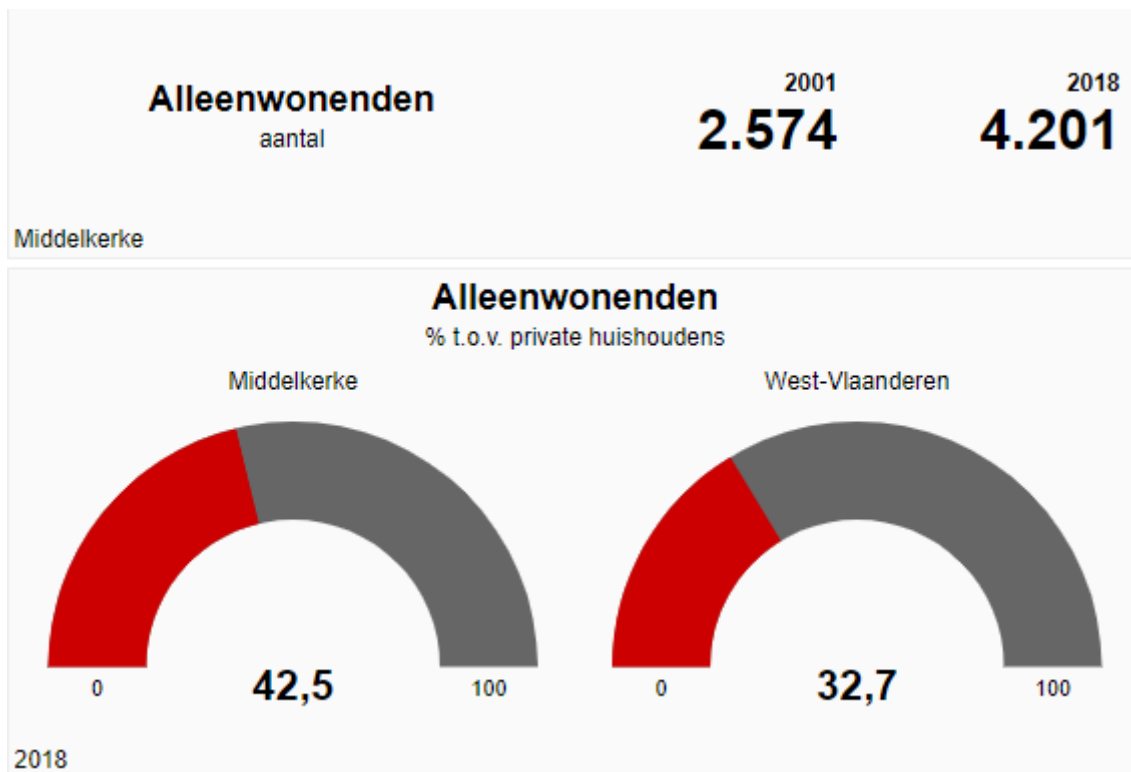 Alleenwonenden
aantal
2001
2.574
2018
4.201
Middelkerke
Alleenwonenden
% t.o.v. private huishoudens
Middelkerke
0
42,5
100
West-Vlaanderen
0
32,7
100
2018